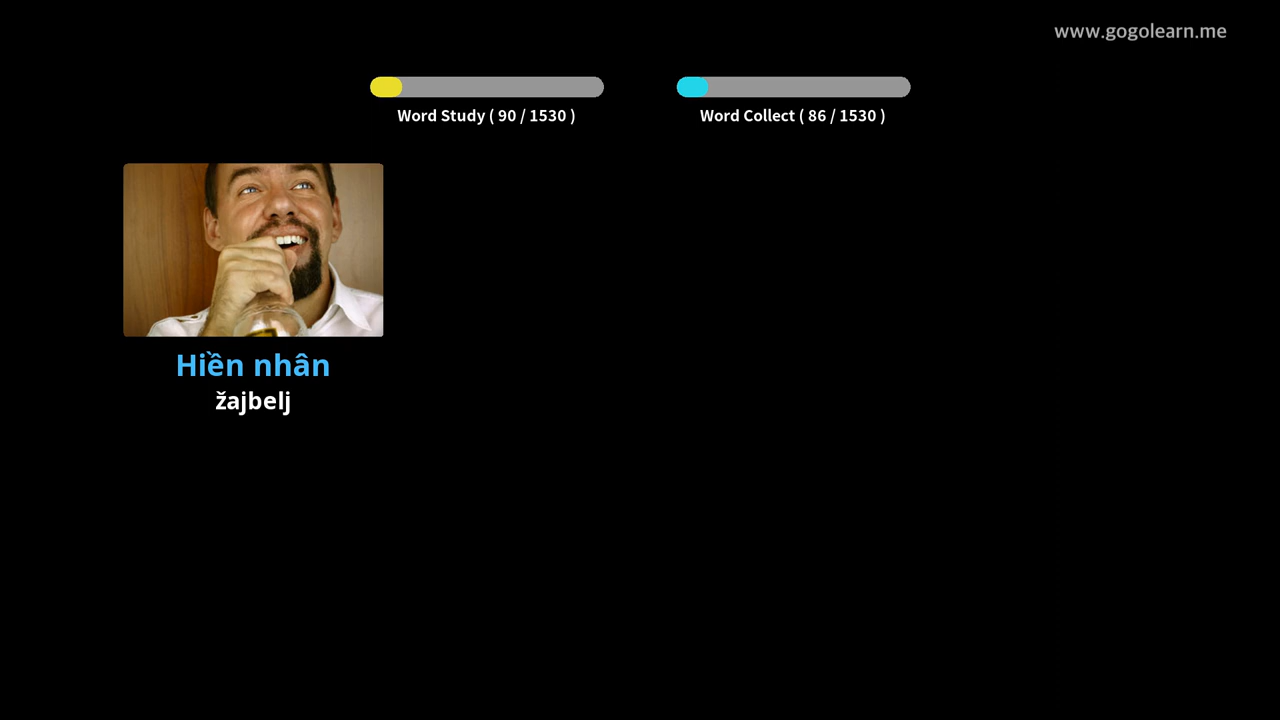 www.gogolearn.me
Word Study ( 90 / 1530 )
Word Collect ( 86 / 1530 )
Hiền nhân
žajbelj